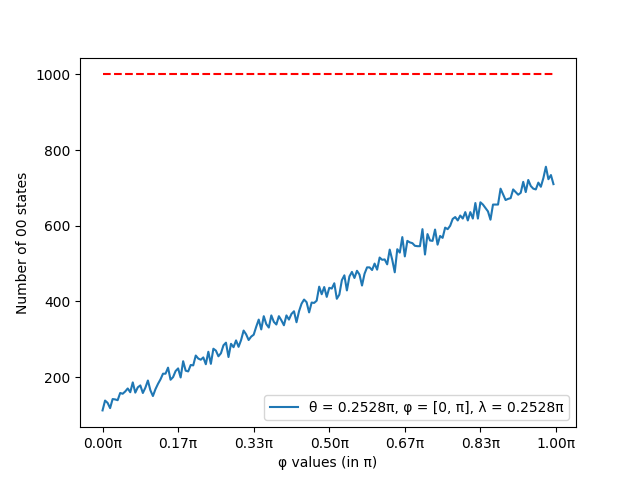 1000
800
600
400
200
Number of 00 states
θ = 0.2528π, φ = [0, π], λ = 0.2528π
0.00π 0.17π 0.33π 0.50π 0.67π 0.83π 1.00π
φ values (in π)